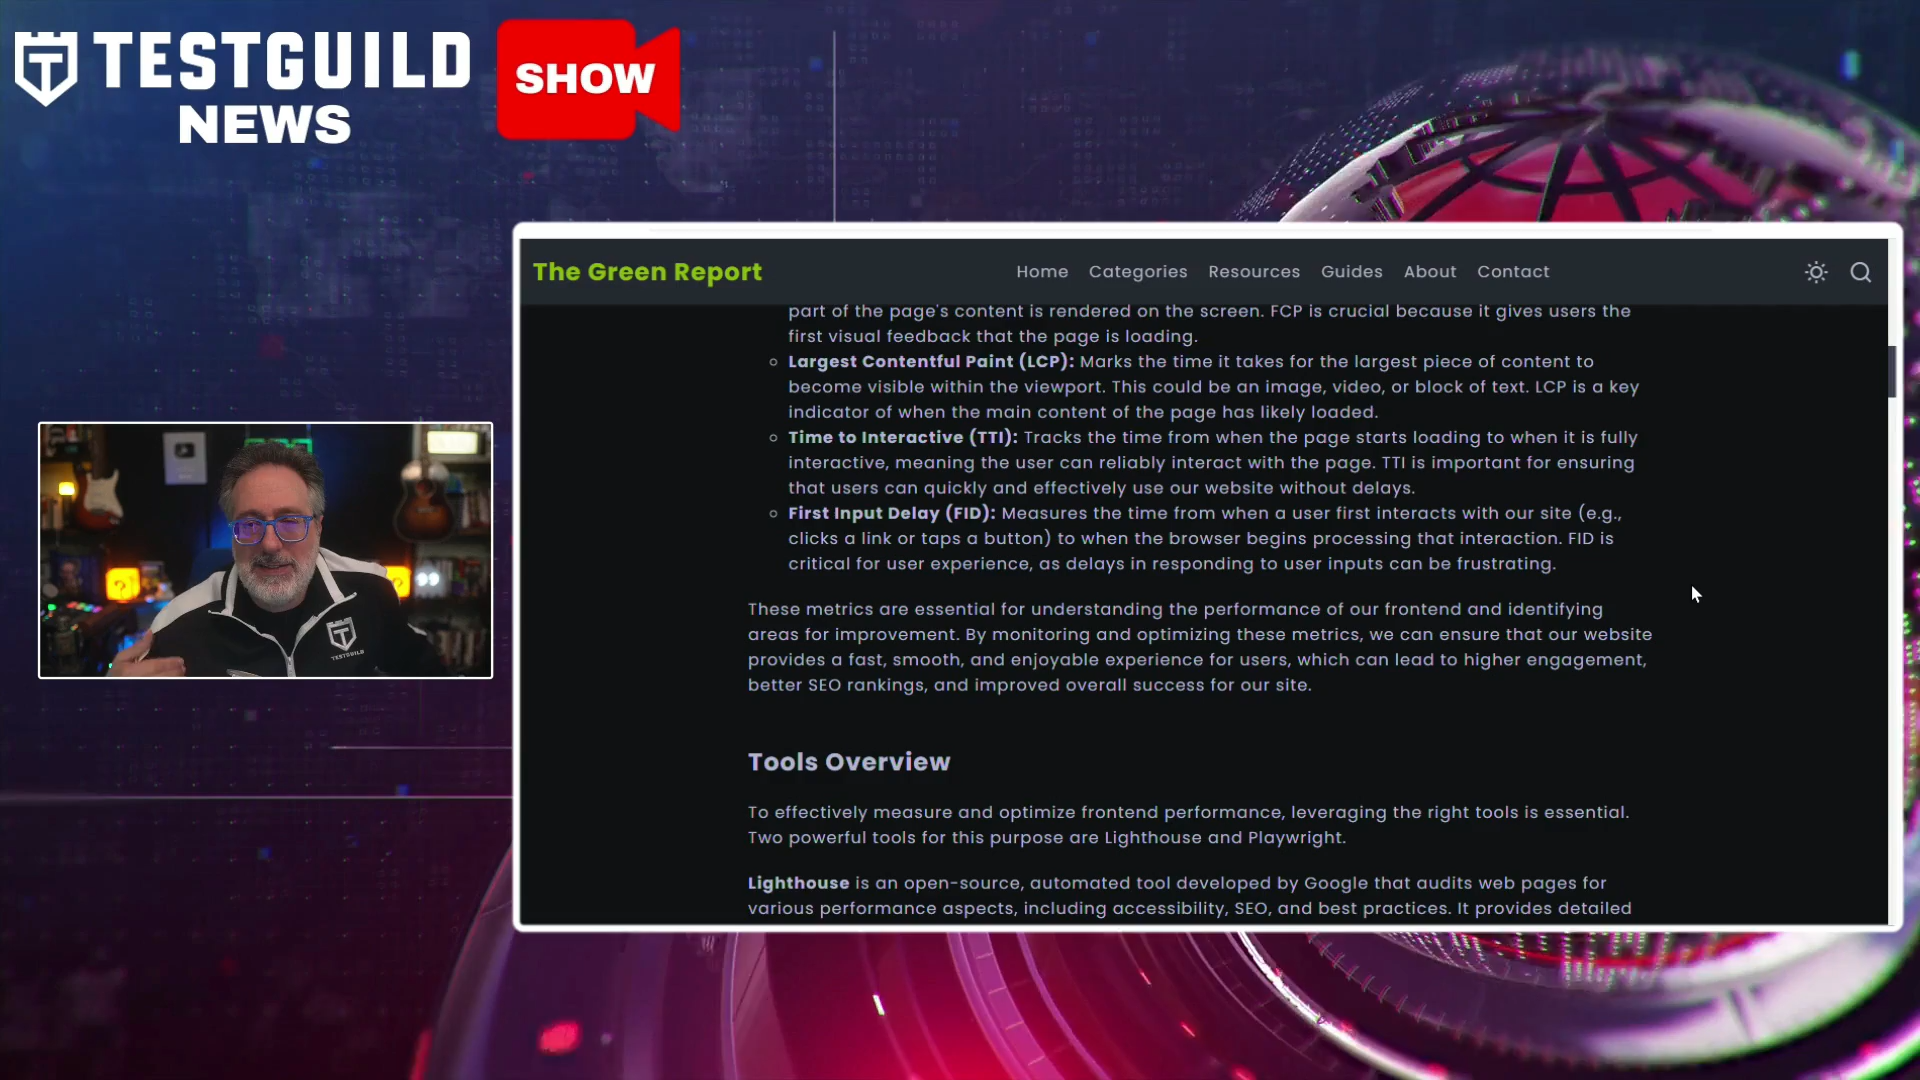 TESTGUILD
NEWS
SHOW
The Green Report
Home Categories Resources Guides About Contact
part of the page's content is rendered on the screen. FCP is crucial because it gives users the
first visual feedback that the page is loading.
Largest Contentful Paint (LCP): Marks the time it takes for the largest piece of content to
become visible within the viewport. This could be an image, video, or block of text. LCP is a key
indicator of when the main content of the page has likely loaded.
Time to Interactive (TTI): Tracks the time from when the page starts loading to when it is fully
interactive, meaning the user can reliably interact with the page. TTI is important for ensuring
that users can quickly and effectively use our website without delays.
First Input Delay (FID): Measures the time from when a user first interacts with our site (e.g.,
clicks a link or taps a button) to when the browser begins processing that interaction. FID is
critical for user experience, as delays in responding to user inputs can be frustrating.
These metrics are essential for understanding the performance of our frontend and identifying
areas for improvement. By monitoring and optimizing these metrics, we can ensure that our website
provides a fast, smooth, and enjoyable experience for users, which can lead to higher engagement,
better SEO rankings, and improved overall success for our site.
Tools Overview
To effectively measure and optimize frontend performance, leveraging the right tools is essential.
Two powerful tools for this purpose are Lighthouse and Playwright.
Lighthouse is an open-source, automated tool developed by Google that audits web pages for
various performance aspects, including accessibility, SEO, and best practices. It provides detailed
T
TESTGUILD